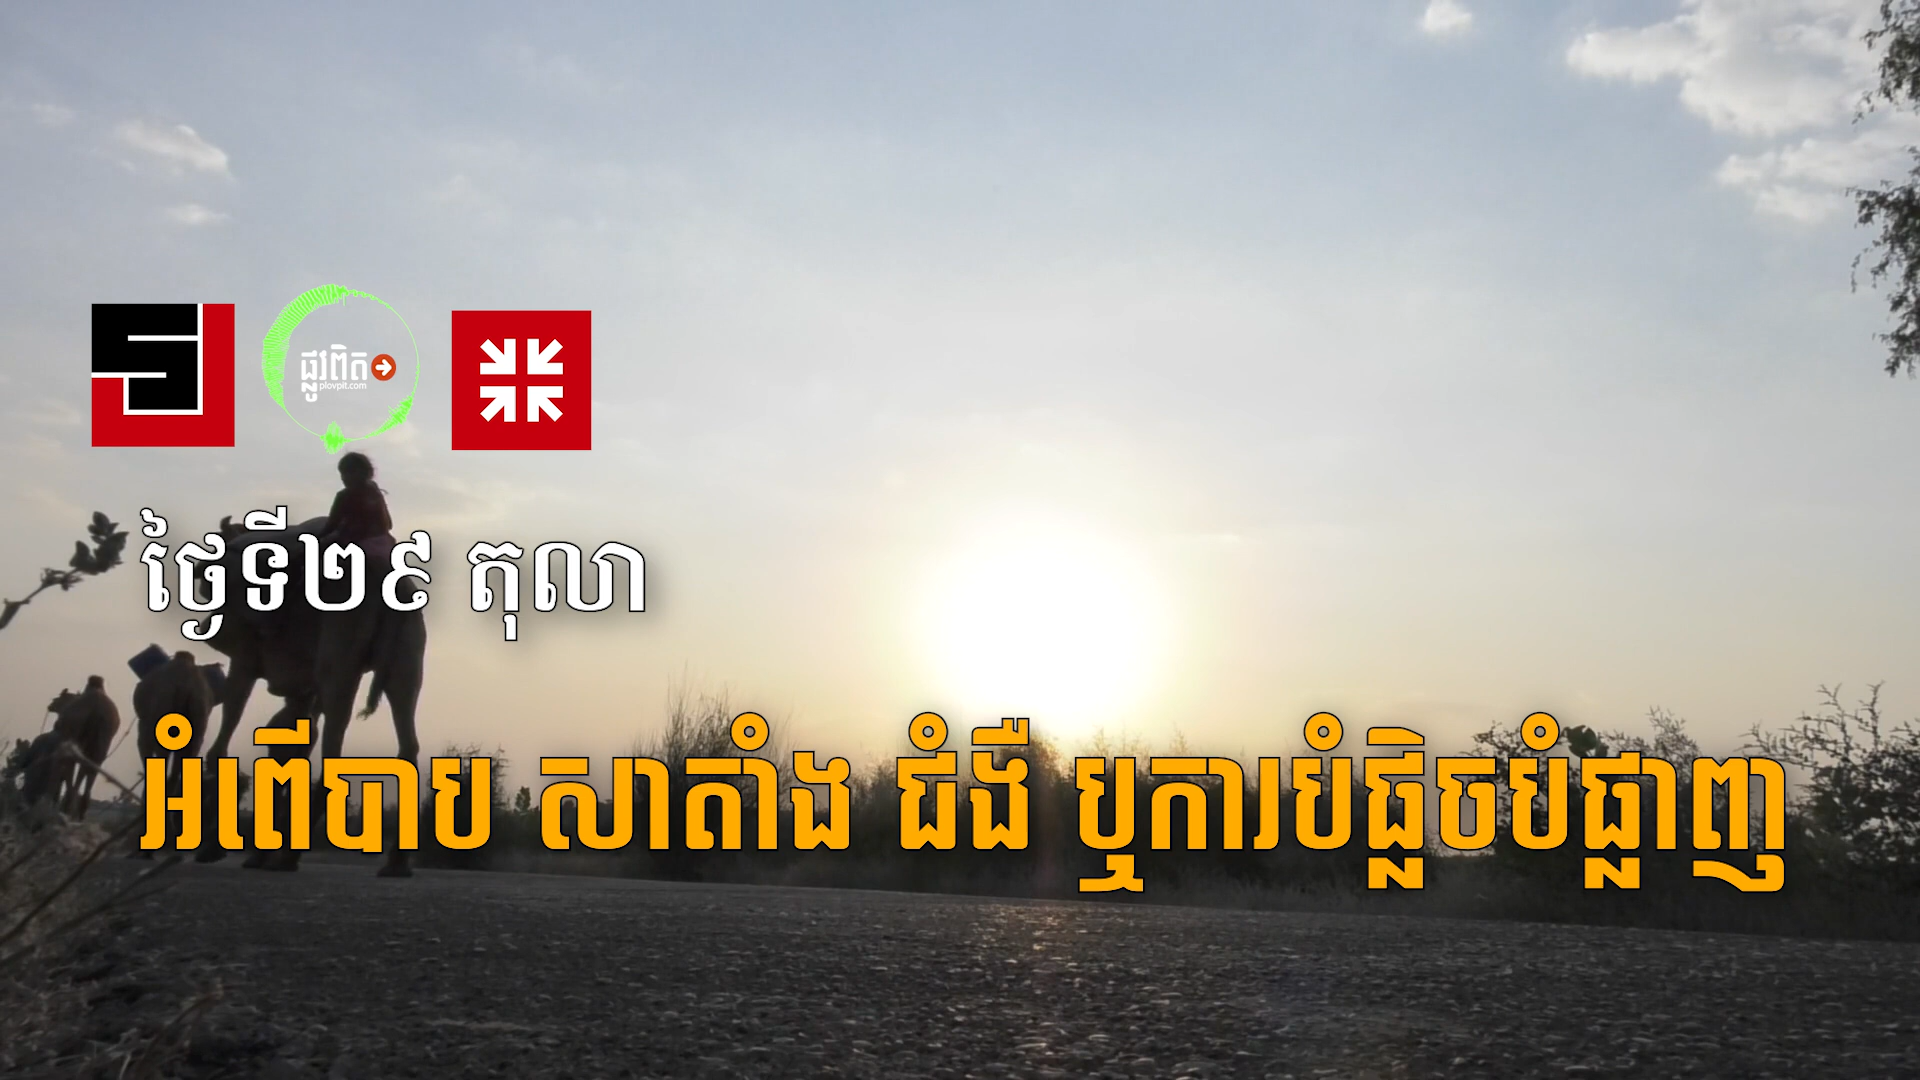 ផ្លូវពិត
plovpit.com
ថ្ងៃទី២៩ តុលា
អំពើបាប សាតាំង ជំងឺ ឬការបំផ្លិចបំផ្លាញ